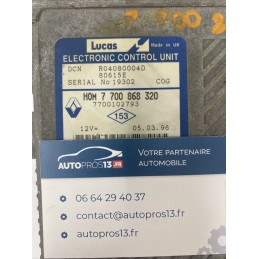 Lucas
Made in UK
ELECTRONIC CONTROL UNIT
DCN R04080004D
80615E
SERIAL No 19302 COG
HOM 7 700 868 320
7700102793
153
12V= 05.03.96
AUTOPROS13.FR
VOTRE PARTENAIRE
AUTOMOBILE
06 64 29 40 37
contact@autopros13.fr
autopros13.fr